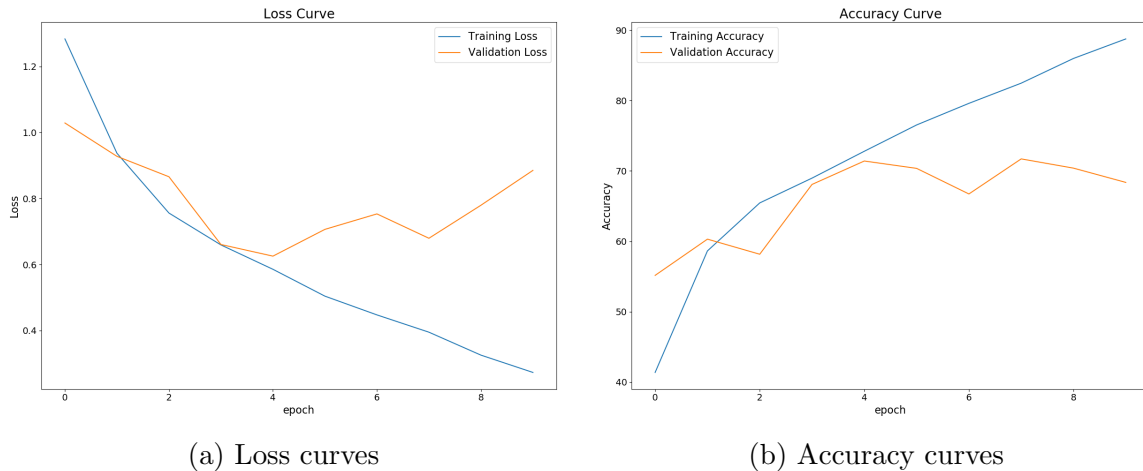 Loss Curve
Training Loss
Validation Loss
1.2
1.0
0.8
0.6
0.4
Loss
0 2 4 6 8
epoch
(a) Loss curves
Accuracy Curve
Training Accuracy
Validation Accuracy
90
80
70
60
50
40
Accuracy
0 2 4 6 8
epoch
(b) Accuracy curves